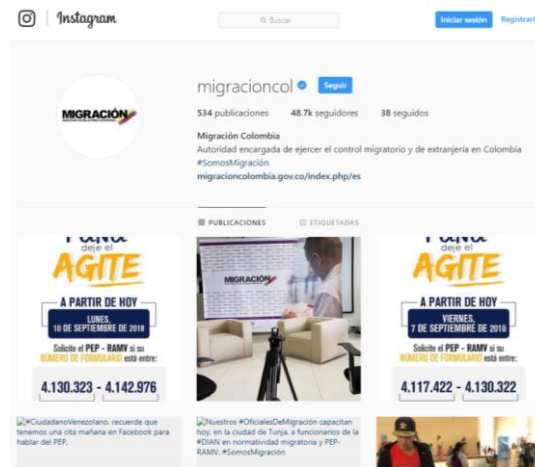 Instagram
Buscar
Iniciar sesión
Registrart
migracioncol
Seguir
534 publicaciones 48.7k seguidores 38 seguidos
Migración Colombia
Autoridad encargada de ejercer el control migratorio y de extranjería en Colombia
#SomosMigración
migracioncolombia.gov.co/index.php/es
MIGRACIÓN
PUBLICACIONES
ETIQUETADAS
deje el
AGITE
A PARTIR DE HOY
LUNES,
10 DE SEPTIEMBRE DE 2018
Solicite el PEP - RAMV si su
NÚMERO DE FORMULARIO está entre:
4.130.323 - 4.142.976
MIGRACIÓN
deje el
AGITE
A PARTIR DE HOY
VIERNES,
7 DE SEPTIEMBRE DE 2018
Solicite el PEP - RAMV si su
NÚMERO DE FORMULARIO está entre:
4.117.422 - 4.130.322
#CiudadanoVenezolano, recuerde que
tenemos una cita mañana en Facebook para
hablar del PEP.
Nuestros #OficialesDeMigración capacitan
hoy, en la ciudad de Tunja, a funcionarios de la
#DIAN en normatividad migratoria y PEP-
RAMV. #SomosMigración